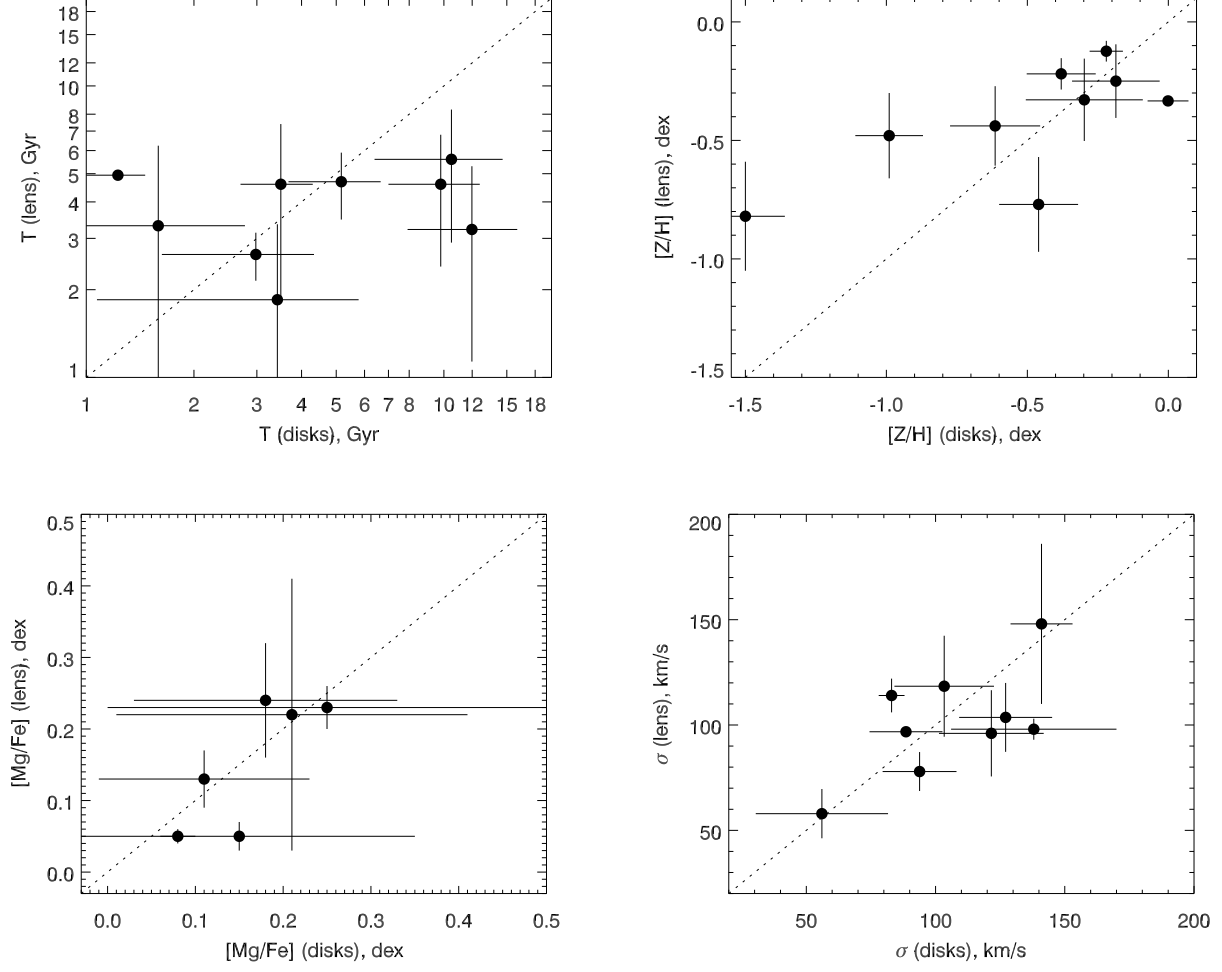 18
15
12
10
8
7
6
5
4
3
2
1
T (lens), Gyr
1 2 3 4 5 6 7 8 10 12 15 18
T (disks), Gyr
0.0
-0.5
-1.0
-1.5
[Z/H] (lens), dex
-1.5 -1.0 -0.5 0.0
[Z/H] (disks), dex
0.5
0.4
0.3
0.2
0.1
0.0
[Mg/Fe] (lens), dex
0.0 0.1 0.2 0.3 0.4 0.5
[Mg/Fe] (disks), dex
200
150
100
50
σ (lens), km/s
50 100 150 200
σ (disks), km/s